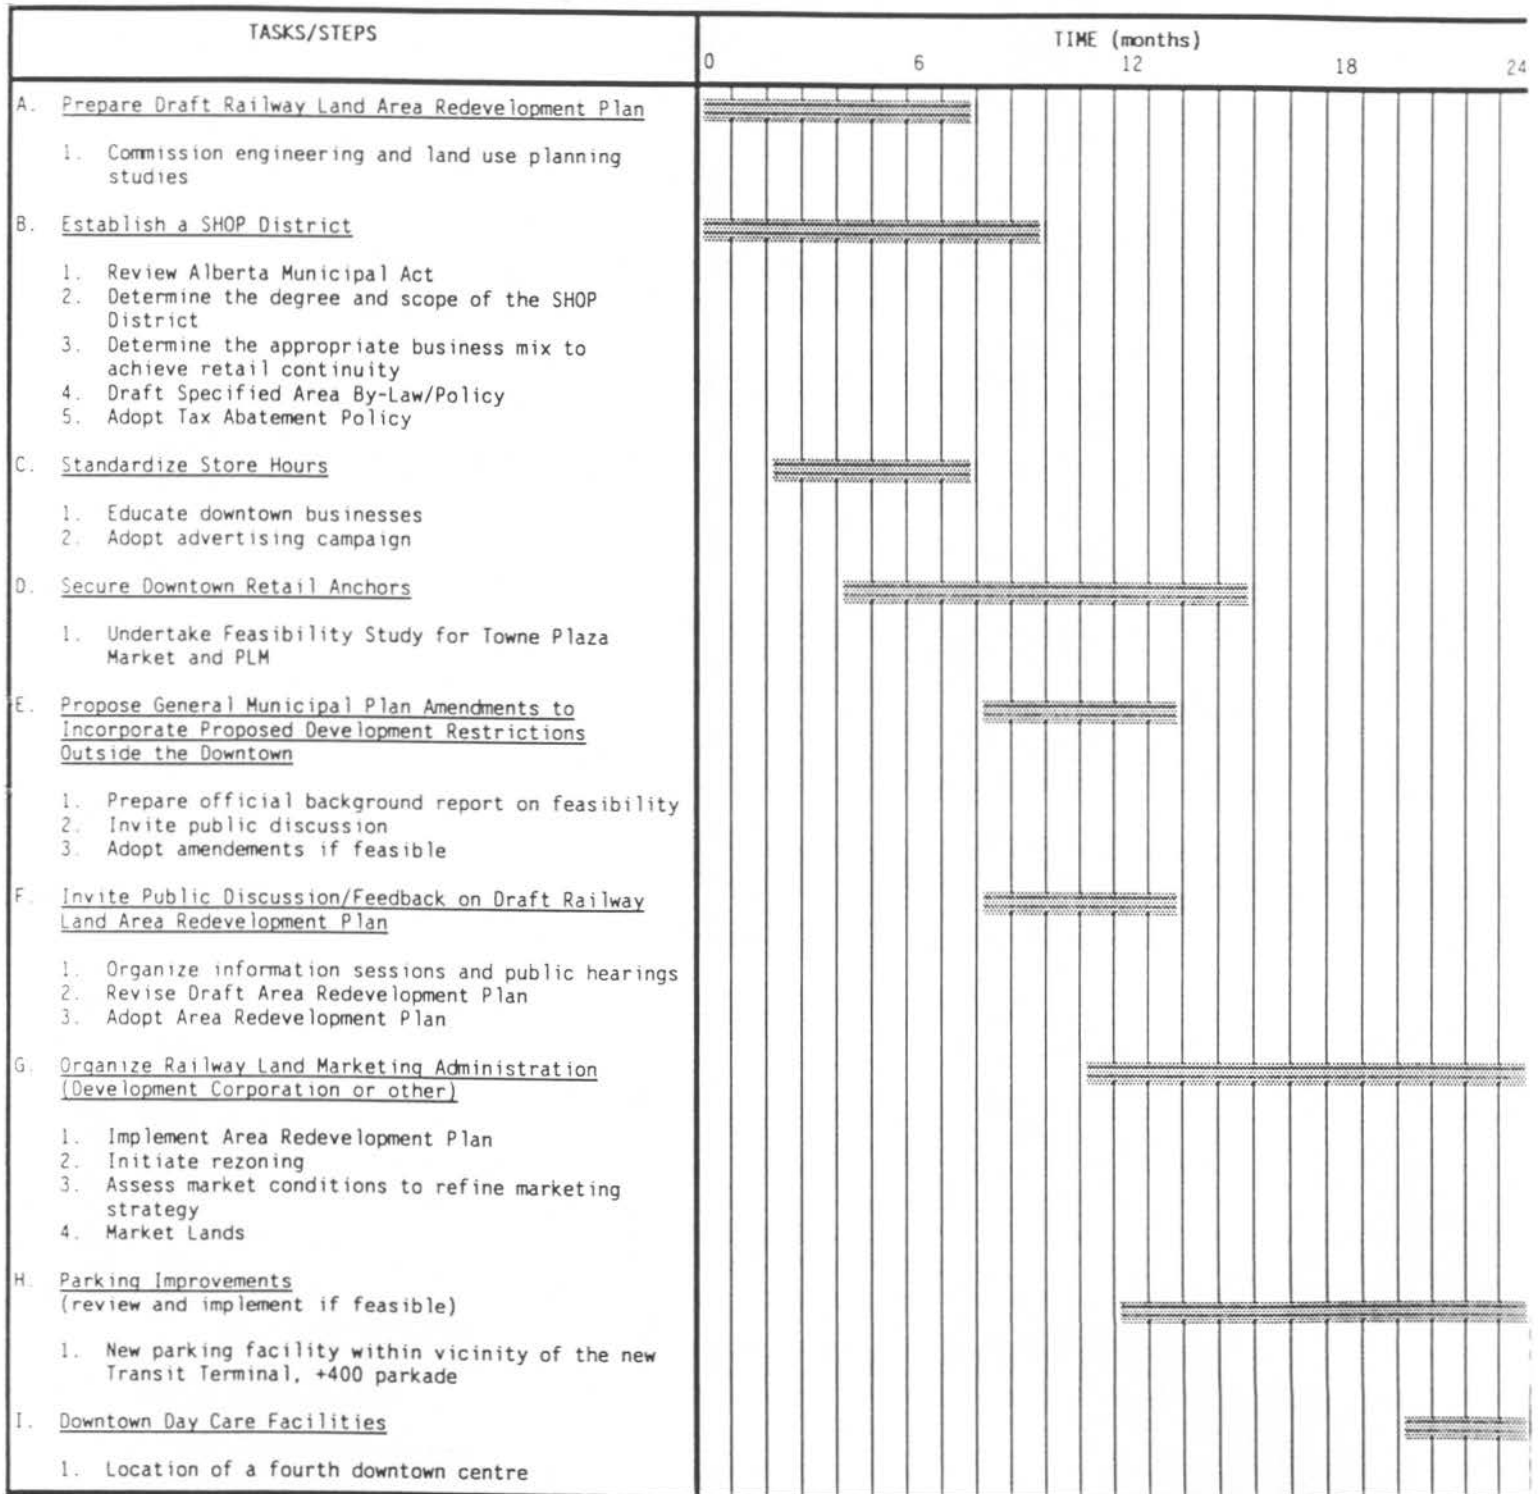 TASKS/STEPS
TIME (months)
0 6 12 18 24
A. Prepare Draft Railway Land Area Redevelopment Plan
1. Commission engineering and land use planning
studies
B. Establish a SHOP District
1. Review Alberta Municipal Act
2. Determine the degree and scope of the SHOP
District
3. Determine the appropriate business mix to
achieve retail continuity
4. Draft Specified Area By-Law/Policy
5. Adopt Tax Abatement Policy
C. Standardize Store Hours
1. Educate downtown businesses
2. Adopt advertising campaign
D. Secure Downtown Retail Anchors
1. Undertake Feasibility Study for Towne Plaza
Market and PLM
E. Propose General Municipal Plan Amendments to
Incorporate Proposed Development Restrictions
Outside the Downtown
1. Prepare official background report on feasibility
2. Invite public discussion
3. Adopt amendements if feasible
F. Invite Public Discussion/Feedback on Draft Railway
Land Area Redevelopment Plan
1. Organize information sessions and public hearings
2. Revise Draft Area Redevelopment Plan
3. Adopt Area Redevelopment Plan
G. Organize Railway Land Marketing Administration
(Development Corporation or other)
1. Implement Area Redevelopment Plan
2. Initiate rezoning
3. Assess market conditions to refine marketing
strategy
4. Market Lands
H. Parking Improvements
(review and implement if feasible)
1. New parking facility within vicinity of the new
Transit Terminal, +400 parkade
I. Downtown Day Care Facilities
1. Location of a fourth downtown centre